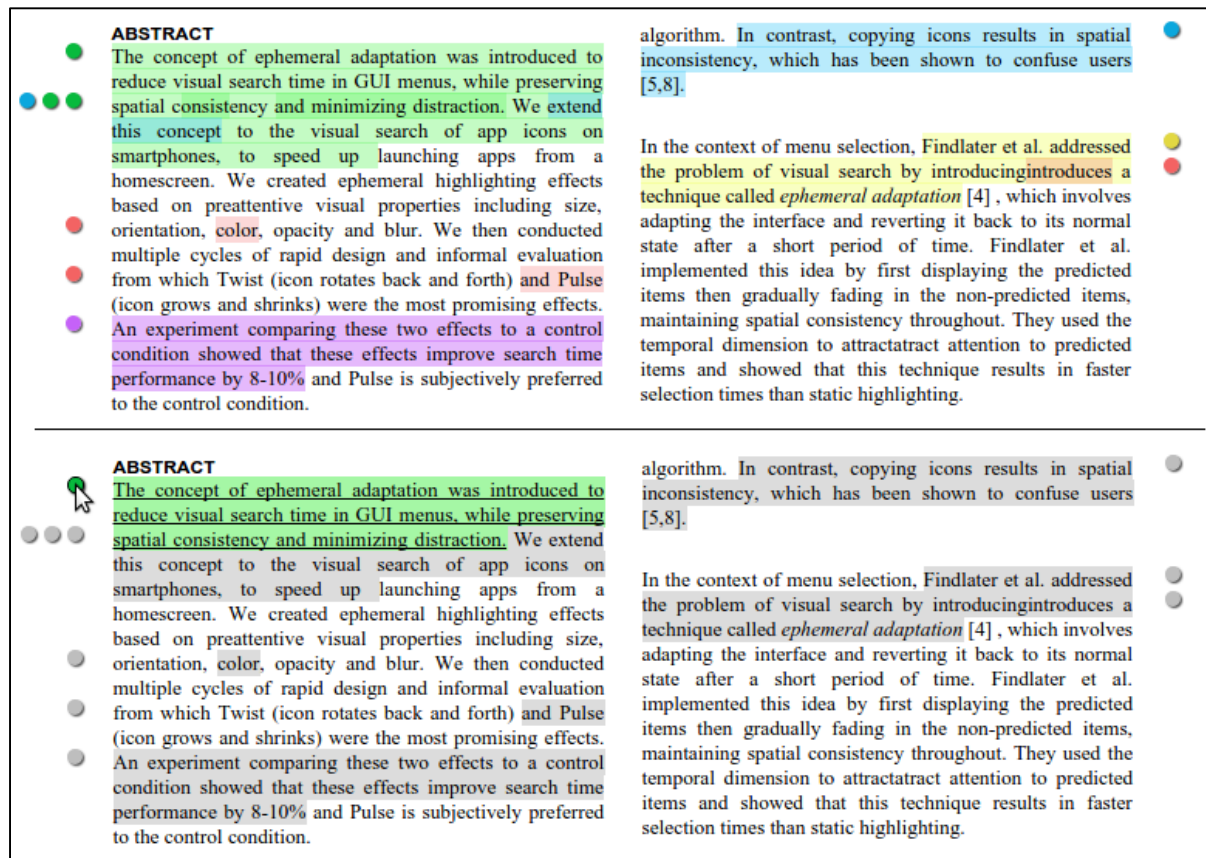 ABSTRACT
The concept of ephemeral adaptation was introduced to
reduce visual search time in GUI menus, while preserving
spatial consistency and minimizing distraction. We extend
this concept to the visual search of app icons on
smartphones, to speed up launching apps from a
homescreen. We created ephemeral highlighting effects
based on preattentive visual properties including size,
orientation, color, opacity and blur. We then conducted
multiple cycles of rapid design and informal evaluation
from which Twist (icon rotates back and forth) and Pulse
(icon grows and shrinks) were the most promising effects.
An experiment comparing these two effects to a control
condition showed that these effects improve search time
performance by 8-10% and Pulse is subjectively preferred
to the control condition.
algorithm. In contrast, copying icons results in spatial
inconsistency, which has been shown to confuse users
[5,8].
In the context of menu selection, Findlater et al. addressed
the problem of visual search by introducingintroduces a
technique called ephemeral adaptation [4] , which involves
adapting the interface and reverting it back to its normal
state after a short period of time. Findlater et al.
implemented this idea by first displaying the predicted
items then gradually fading in the non-predicted items,
maintaining spatial consistency throughout. They used the
temporal dimension to attractatract attention to predicted
items and showed that this technique results in faster
selection times than static highlighting.
ABSTRACT
The concept of ephemeral adaptation was introduced to
reduce visual search time in GUI menus, while preserving
spatial consistency and minimizing distraction. We extend
this concept to the visual search of app icons on
smartphones, to speed up launching apps from a
homescreen. We created ephemeral highlighting effects
based on preattentive visual properties including size,
orientation, color, opacity and blur. We then conducted
multiple cycles of rapid design and informal evaluation
from which Twist (icon rotates back and forth) and Pulse
(icon grows and shrinks) were the most promising effects.
An experiment comparing these two effects to a control
condition showed that these effects improve search time
performance by 8-10% and Pulse is subjectively preferred
to the control condition.
algorithm. In contrast, copying icons results in spatial
inconsistency, which has been shown to confuse users
[5,8].
In the context of menu selection, Findlater et al. addressed
the problem of visual search by introducingintroduces a
technique called ephemeral adaptation [4] , which involves
adapting the interface and reverting it back to its normal
state after a short period of time. Findlater et al.
implemented this idea by first displaying the predicted
items then gradually fading in the non-predicted items,
maintaining spatial consistency throughout. They used the
temporal dimension to attractatract attention to predicted
items and showed that this technique results in faster
selection times than static highlighting.